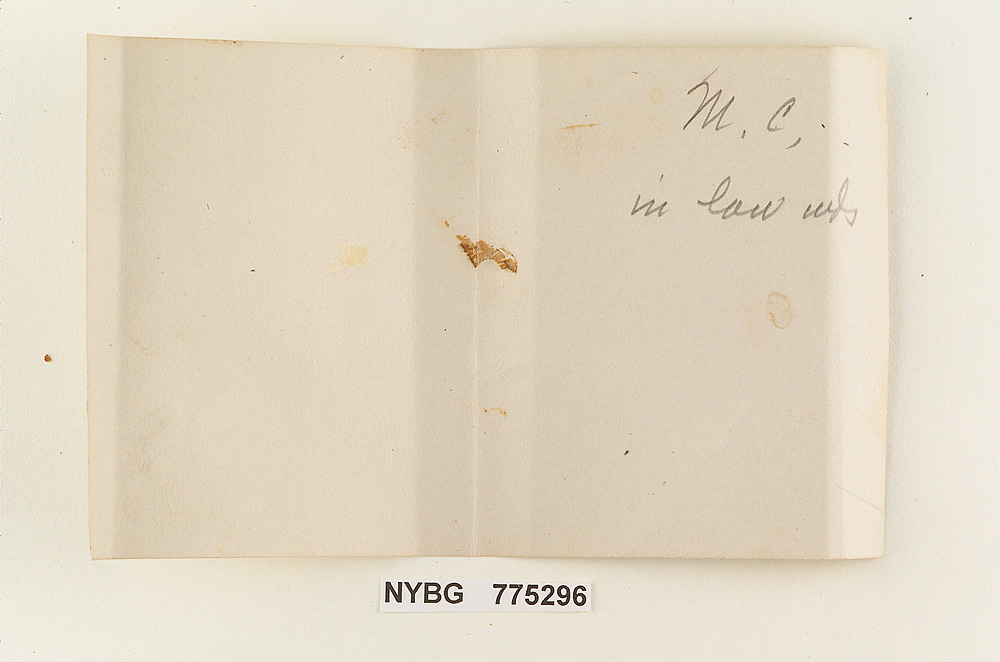 M. C,
in low wds
NYBG 775296